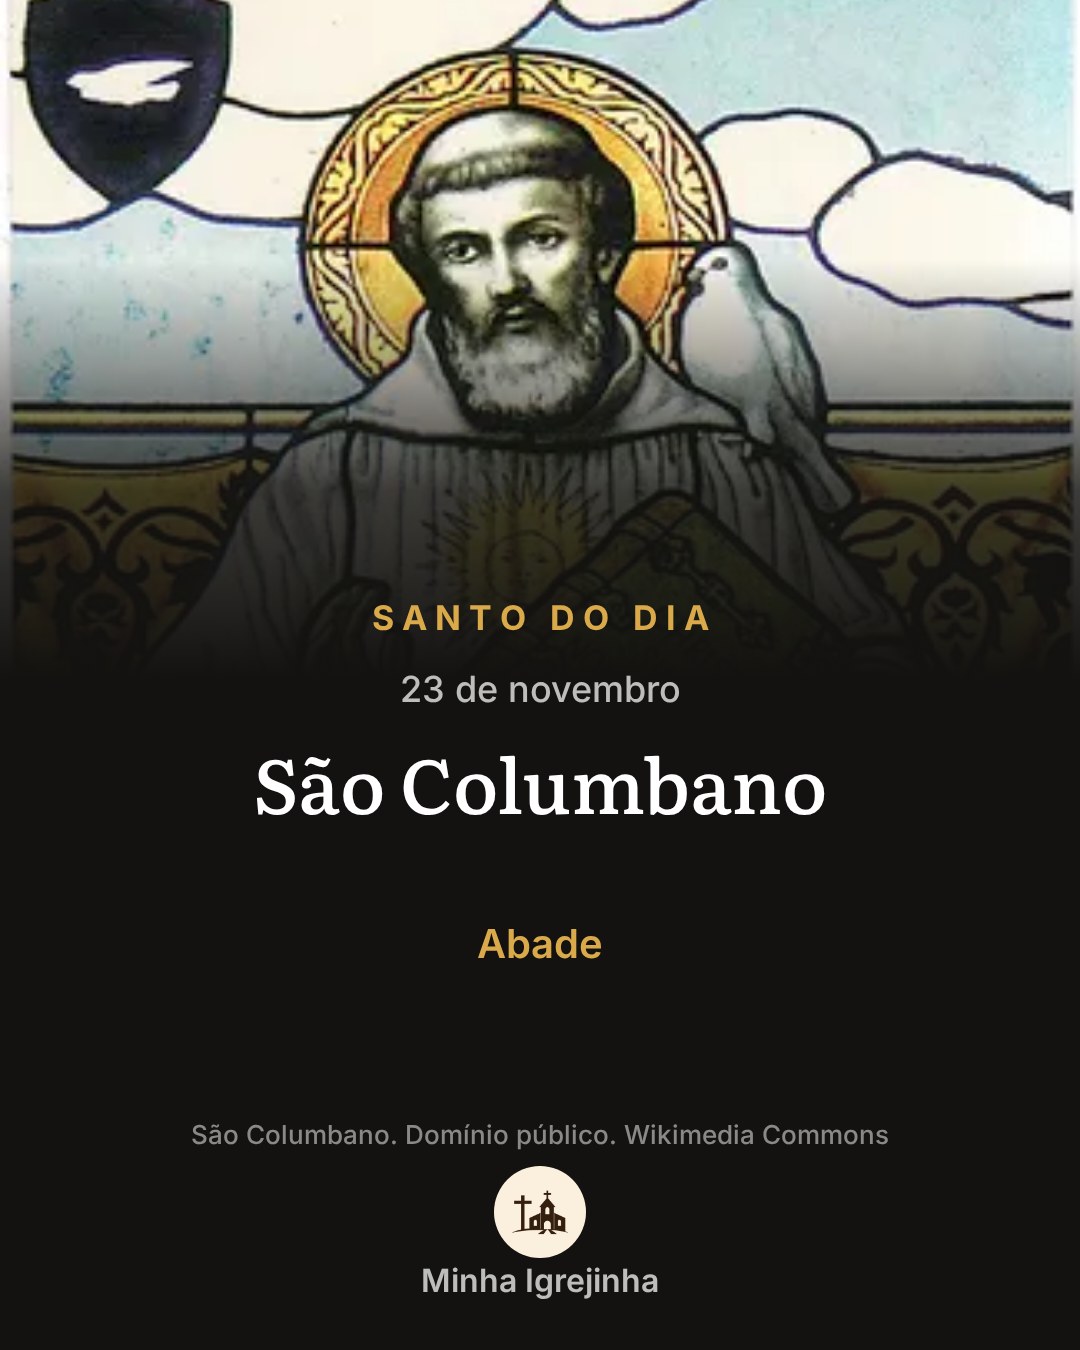 SANTO DO DIA
23 de novembro
São Columbano
Abade
São Columbano. Domínio público. Wikimedia Commons
Minha Igrejinha